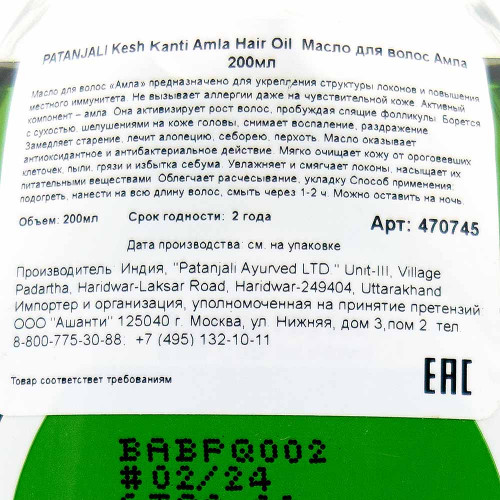 PATANJALI Kesh Kanti Amla Hair Oil Масло для волос Амла
200мл
Масло для волос «Амла» предназначено для укрепления структуры локонов и повышения
местного иммунитета. Не вызывает аллергии даже на чувствительной коже. Активный
компонент – амла. Она активизирует рост волос, пробуждая спящие фолликулы. Борется
с сухостью, шелушениями на коже головы, снимает воспаление, раздражение.
Замедляет старение, лечит алопецию, себорею, перхоть. Масло оказывает
антиоксидантное и антибактериальное действие. Мягко очищает кожу от ороговевших
клеточек, пыли, грязи и избытка себума. Увлажняет и смягчает локоны, насыщает их
питательными веществами. Облегчает расчесывание, укладку Способ применения:
подогреть, нанести на всю длину волос, смыть через 1-2 ч. Можно оставить на ночь.
Объем: 200мл Срок годности: 2 года Арт: 470745
Дата производства: см. на упаковке
Производитель Индия, "Patanjali Ayurved LTD " Unit-III, Village
Padartha, Haridwar-Laksar Road, Haridwar-249404, Uttarakhand
Импортер и организация, уполномоченная на принятие претензий
ООО "Ашанти" 125040 г. Москва, ул Нижняя, дом 3,пом 2 тел
8-800-775-30-88, +7 (495) 132-10-11
Товар соответствует требованиям EAC
BABPQ002
#02/24